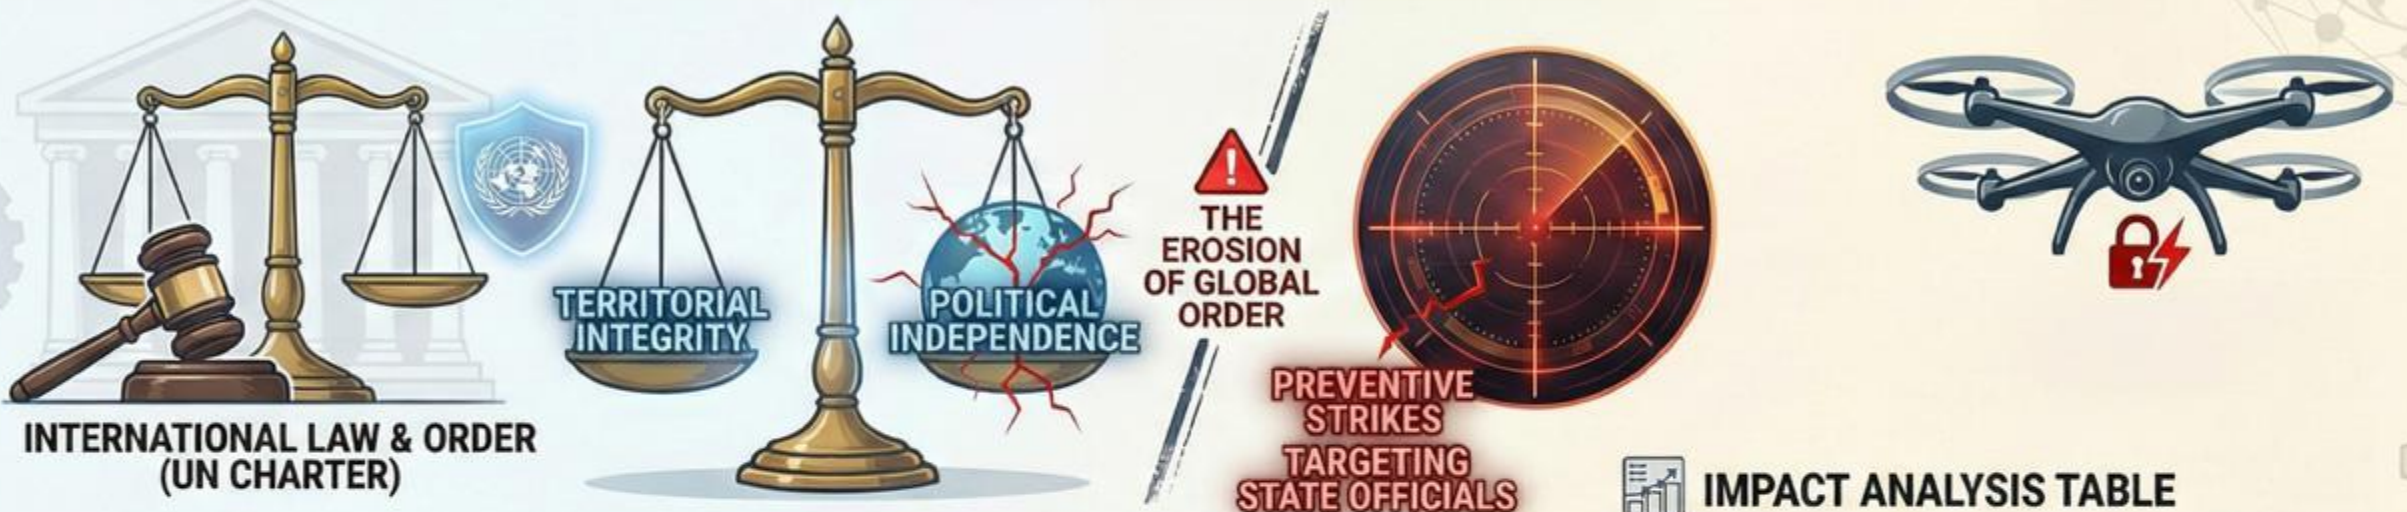 INTERNATIONAL LAW & ORDER
(UN CHARTER)
TERRITORIAL
INTEGRITY
POLITICAL
INDEPENDENCE
THE
EROSION
OF GLOBAL
ORDER
PREVENTIVE
STRIKES
TARGETING
STATE OFFICIALS
IMPACT ANALYSIS TABLE